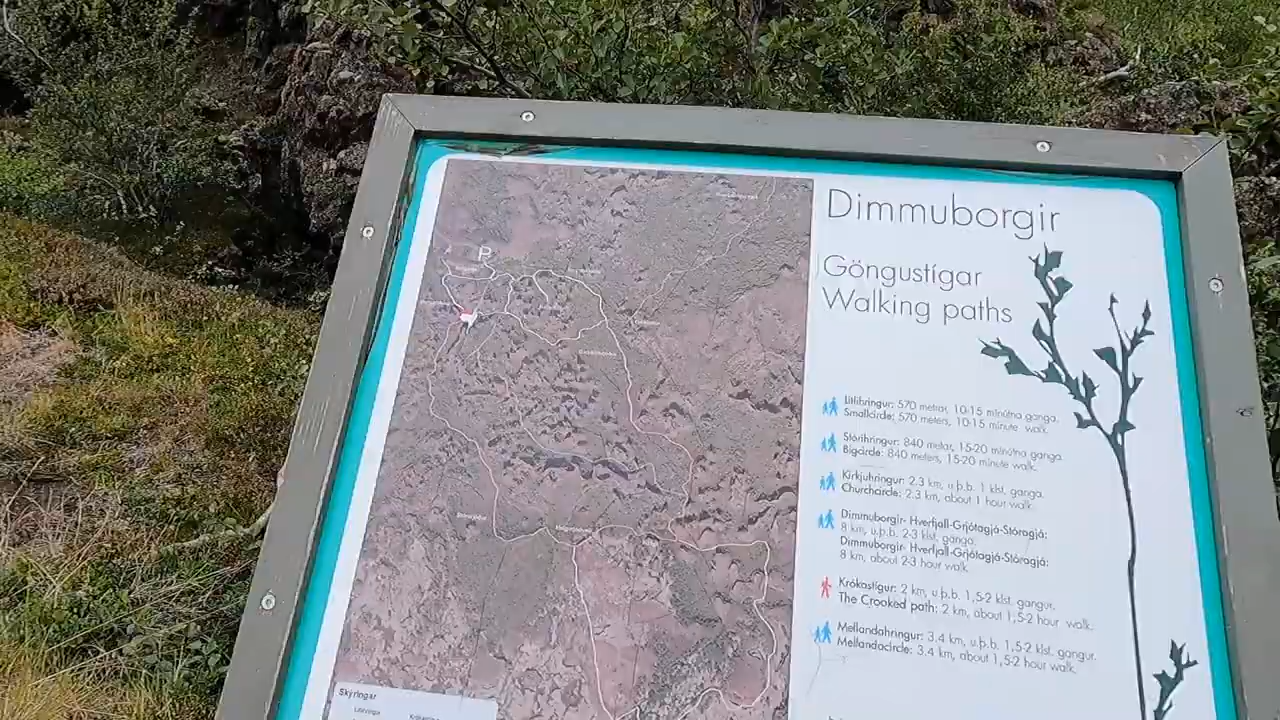 Dimmuborgir
Göngustígar
Walking paths
P
Litlihringur: 570 metrar, 10-15 mínútna ganga.
Smallcircle: 570 meters, 10-15 minute walk.
Stórihringur: 840 metar, 15-20 mínútna ganga.
Bigcircle: 840 meters, 15-20 minute walk.
Kirkjuhringur: 2.3 km, u.þ.b. 1 klst. ganga.
Churchcircle: 2.3 km, about 1 hour walk.
Dimmuborgir- Hverfjall-Grjótagjá-Stóragjá:
8 km, u.þ.b. 2-3 klst. ganga.
Dimmuborgir- Hverfjall-Grjótagjá-Stóragjá:
8 km, about 2-3 hour walk.
Krókastígur: 2 km, u.þ.b. 1,5-2 klst. gangur.
The Crooked path: 2 km, about 1,5-2 hour walk.
Mellandahringur: 3.4 km, u.þ.b. 1,5-2 klst. gangur.
Mellandacircle: 3.4 km, about 1,5-2 hour walk.
Skýringar
Litlihringur